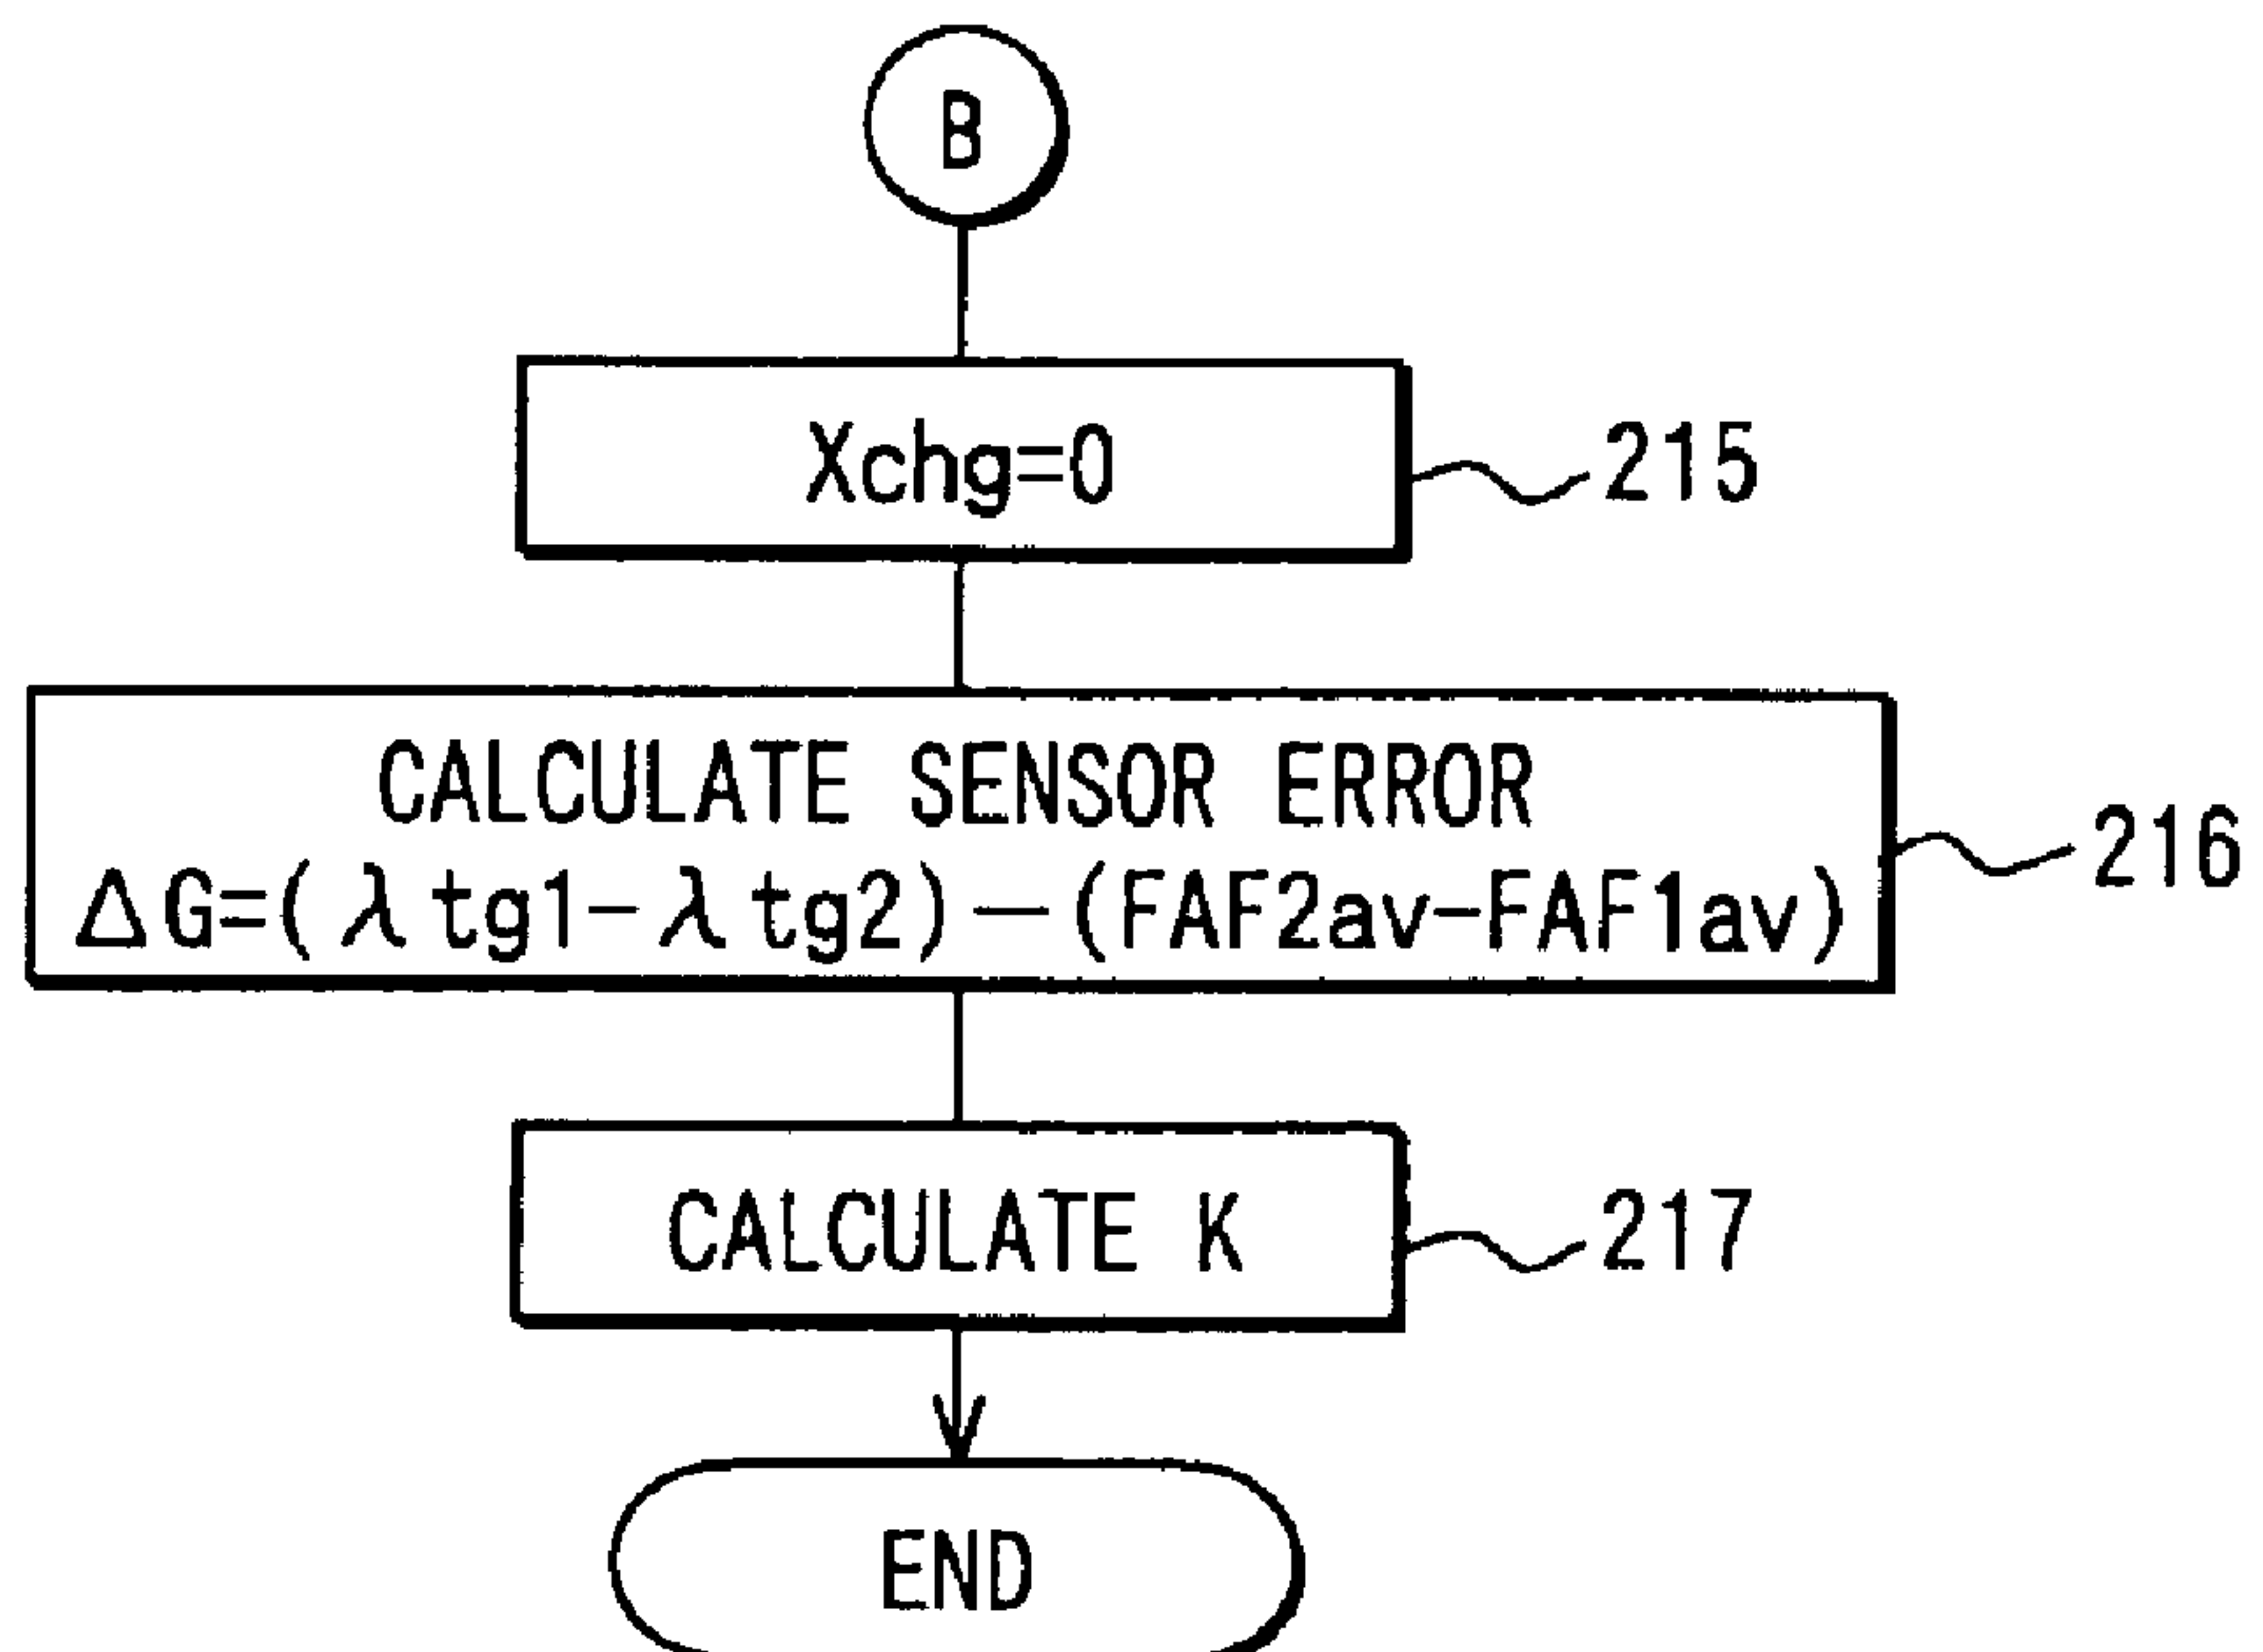 B
Xchg=0
215
CALCULATE SENSOR ERROR
ΔG=(λtg1-λtg2)-(FAF2av-FAF1av)
216
CALCULATE K
217
END